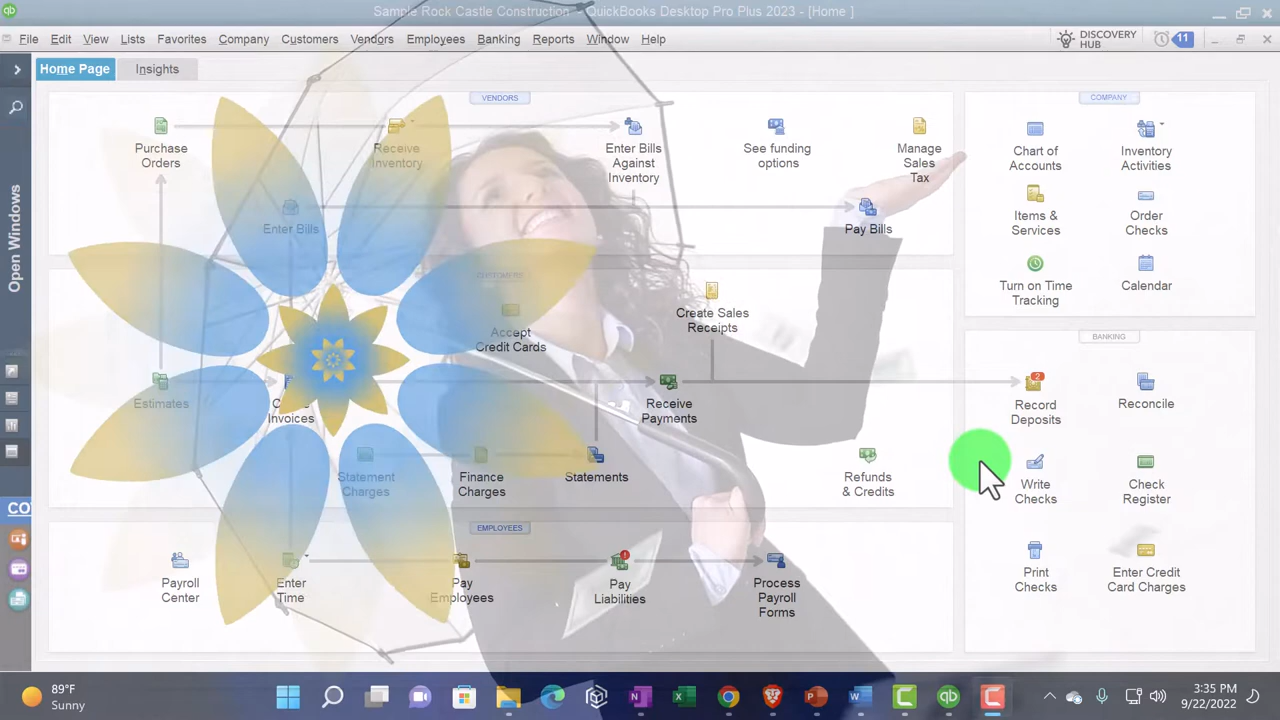 Sample Rock Castle Construction - QuickBooks Desktop Pro Plus 2023 - [Home ]
File Edit View Lists Favorites Company Customers Vendors Employees Banking Reports Window Help
DISCOVERY
HUB
11
Home Page
Insights
Open Windows
VENDORS
Purchase
Orders
Receive
Inventory
Enter Bills
Against
Inventory
See funding
options
Manage
Sales
Tax
Enter Bills
Pay Bills
CUSTOMERS
Accept
Credit Cards
Create Sales
Receipts
Estimates
Invoices
Receive
Payments
Statement
Charges
Finance
Charges
Statements
Refunds
& Credits
EMPLOYEES
Payroll
Center
Enter
Time
Pay
Employees
Pay
Liabilities
Process
Payroll
Forms
COMPANY
Chart of
Accounts
Inventory
Activities
Items &
Services
Order
Checks
Turn on Time
Tracking
Calendar
BANKING
2
Record
Deposits
Reconcile
Write
Checks
Check
Register
Print
Checks
Enter Credit
Card Charges
89°F
Sunny
3:35 PM
9/22/2022